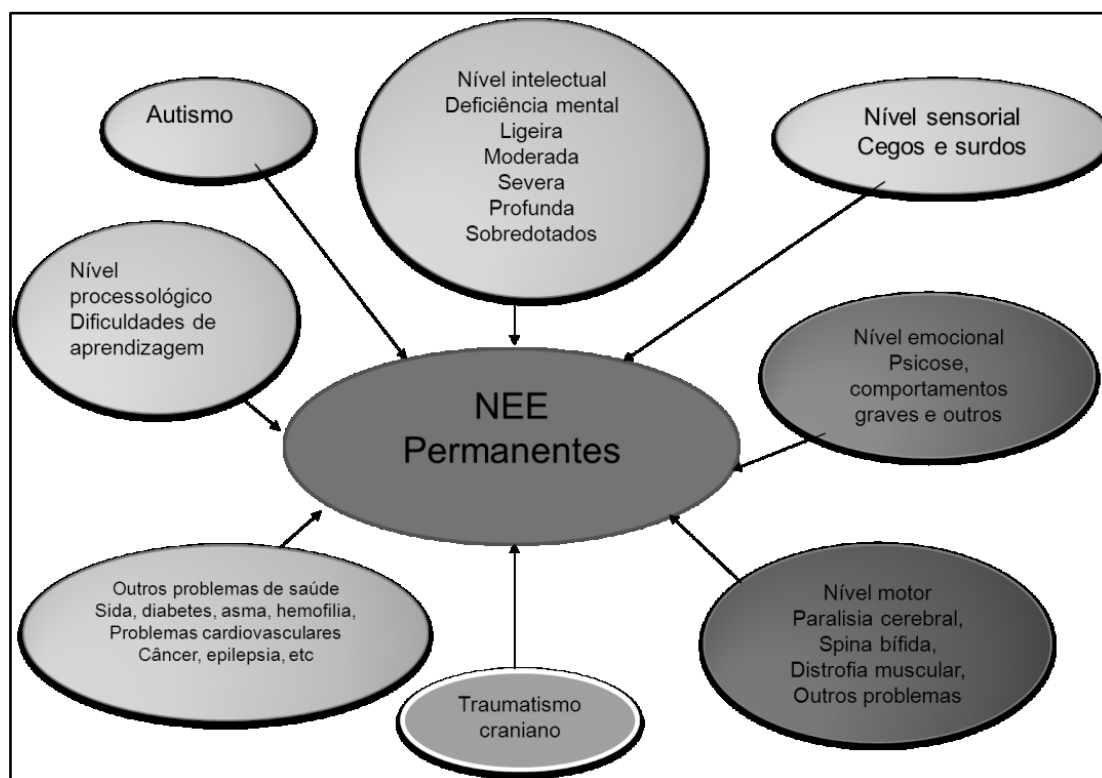 Autismo
Nível intelectual
Deficiência mental
Ligeira
Moderada
Severa
Profunda
Sobredotados
Nível sensorial
Cegos e surdos
Nível
processológico
Dificuldades de
aprendizagem
Nível emocional
Psicose,
comportamentos
graves e outros
NEE
Permanentes
Outros problemas de saúde
Sida, diabetes, asma, hemofilia,
Problemas cardiovasculares
Câncer, epilepsia, etc
Traumatismo
craniano
Nível motor
Paralisia cerebral,
Spina bífida,
Distrofia muscular,
Outros problemas